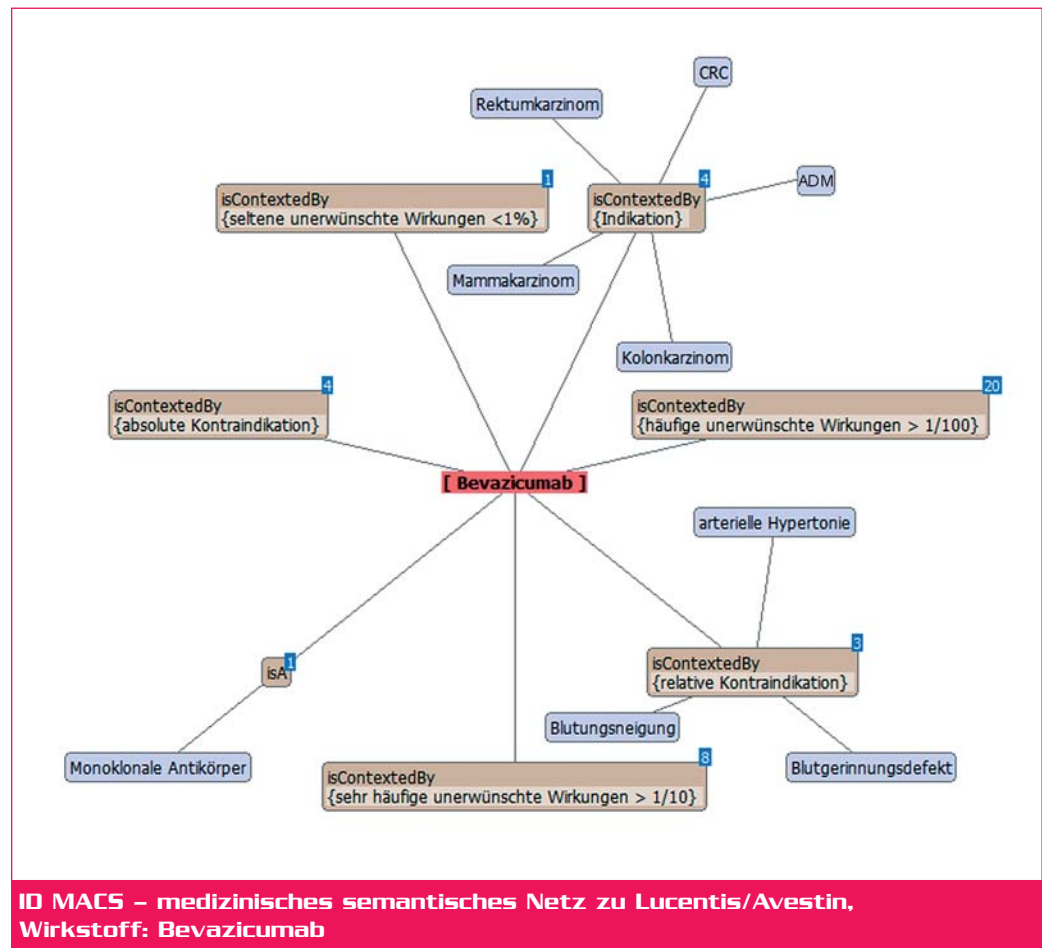 CRC
Rektumkarzinom
ADM
1
isContextedBy
{seltene unerwünschte Wirkungen <1%}
4
isContextedBy
{Indikation}
Mammakarzinom
Kolonkarzinom
4
isContextedBy
{absolute Kontraindikation}
20
isContextedBy
{häufige unerwünschte Wirkungen > 1/100}
[ Bevazicumab ]
arterielle Hypertonie
1
isA
3
isContextedBy
{relative Kontraindikation}
Blutungsneigung
Monoklonale Antikörper
8
isContextedBy
{sehr häufige unerwünschte Wirkungen > 1/10}
Blutgerinnungsdefekt
ID MACS – medizinisches semantisches Netz zu Lucentis/Avestin,
Wirkstoff: Bevazicumab